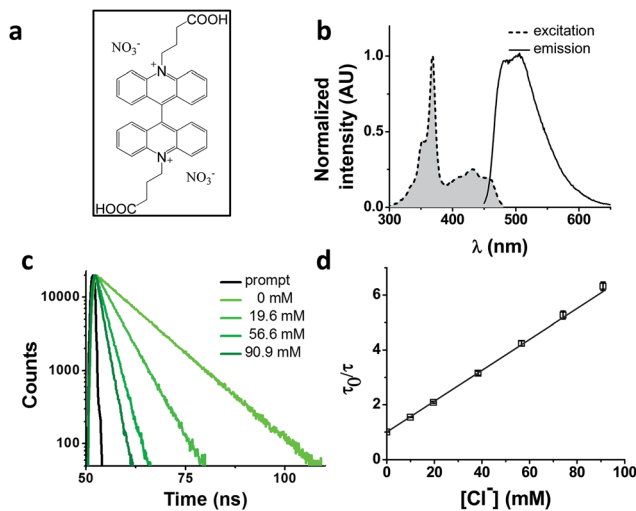 a
COOH
NO₃⁻
N⁺
N⁺
NO₃⁻
HOOC
b
excitation
emission
Normalized
intensity (AU)
1.0
0.5
0.0
300
400
500
600
λ (nm)
c
prompt
0 mM
19.6 mM
56.6 mM
90.9 mM
Counts
10000
1000
100
50
75
100
Time (ns)
d
τ₀/τ
6
4
2
0
0
20
40
60
80
100
[Cl⁻] (mM)